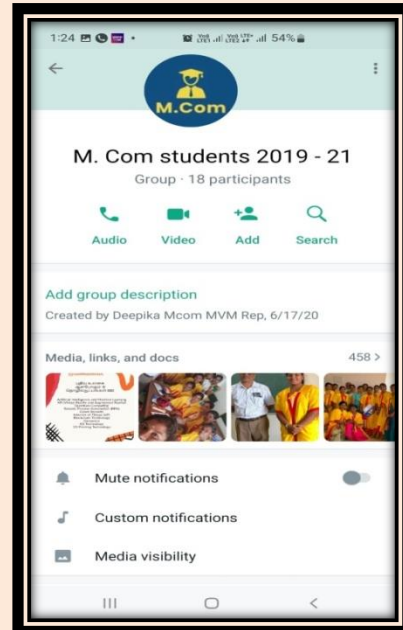 1:24 54%
M.Com
M. Com students 2019 - 21
Group · 18 participants
Audio Video Add Search
Add group description
Created by Deepika Mcom MVM Rep, 6/17/20
Media, links, and docs 458 >
Mute notifications
Custom notifications
Media visibility